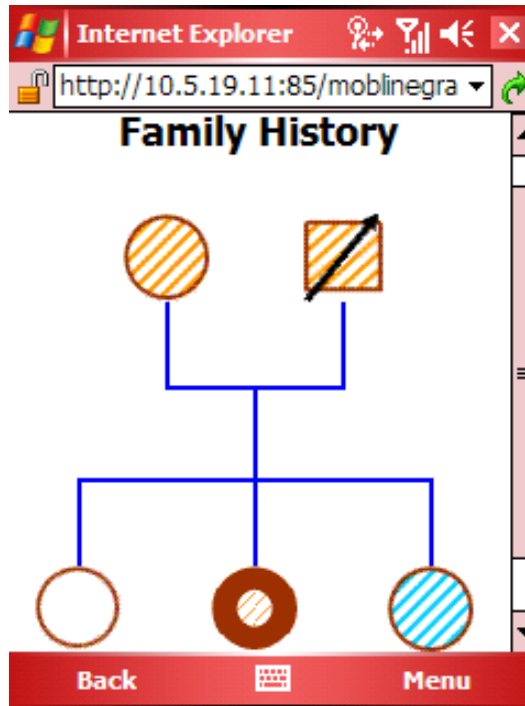 Internet Explorer
http://10.5.19.11:85/moblinegra
Family History
Back
Menu